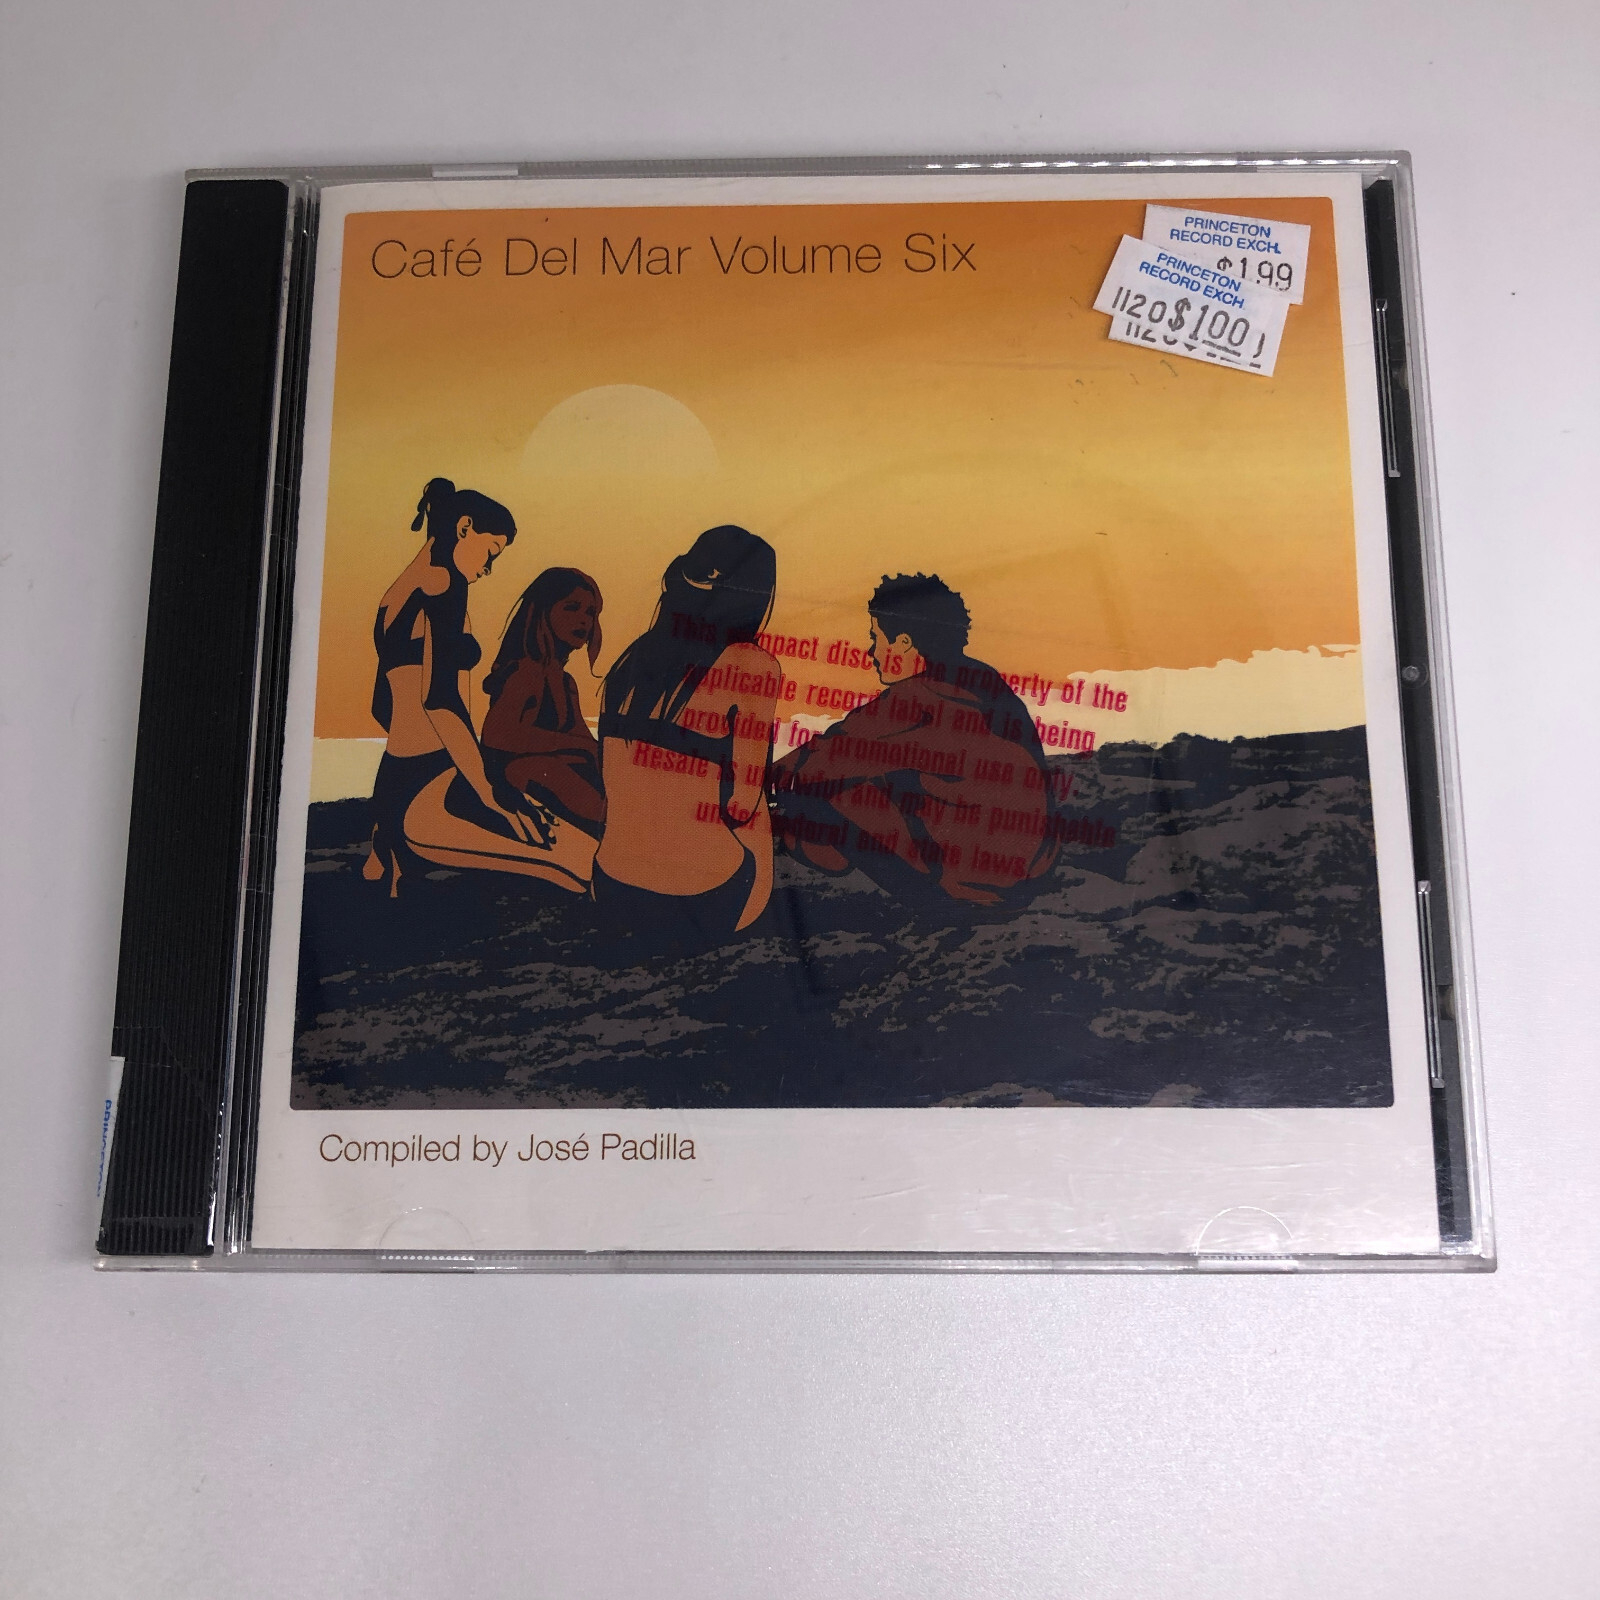 Café Del Mar Volume Six
PRINCETON
RECORD EXCH.
$1.99
PRINCETON
RECORD EXCH
1120$100
This compact disc is the property of the
applicable record label and is being
provided for promotional use only.
Resale is unlawful and may be punishable
under federal and state laws.
Compiled by José Padilla
PRINCETON